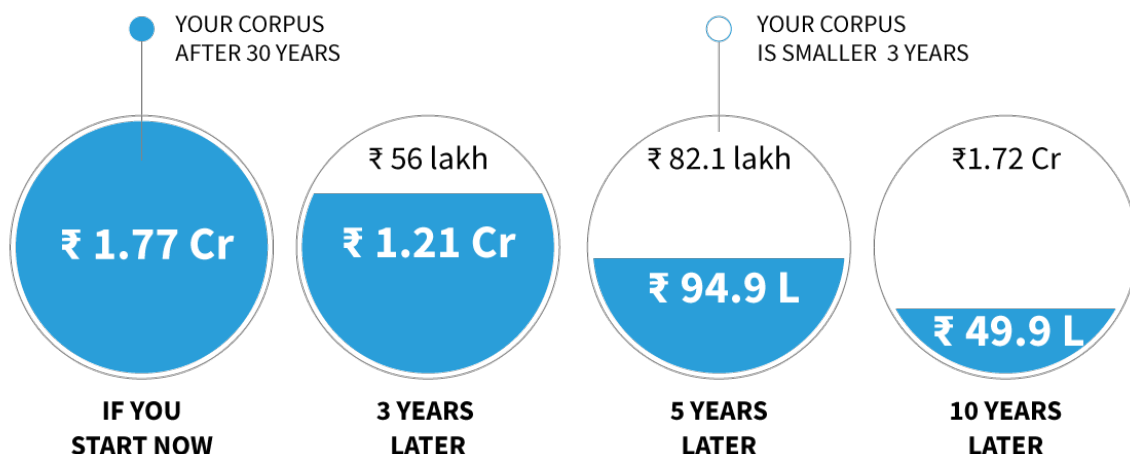 YOUR CORPUS
AFTER 30 YEARS
YOUR CORPUS
IS SMALLER 3 YEARS
₹ 1.77 Cr
₹ 56 lakh
₹ 1.21 Cr
₹ 82.1 lakh
₹ 94.9 L
₹1.72 Cr
₹ 49.9 L
IF YOU
START NOW
3 YEARS
LATER
5 YEARS
LATER
10 YEARS
LATER